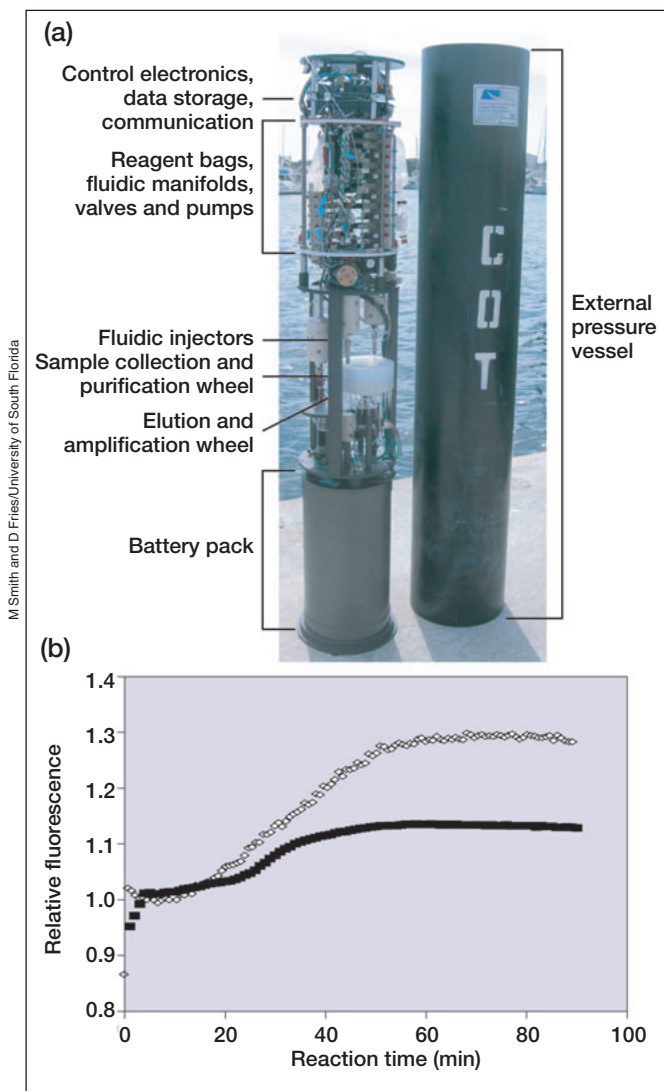 (a)
Control electronics,
data storage,
communication
Reagent bags,
fluidic manifolds,
valves and pumps
Fluidic injectors
Sample collection and
purification wheel
Elution and
amplification wheel
Battery pack
COT
External
pressure
vessel
M Smith and D Fries/University of South Florida
(b)
Relative fluorescence
1.4
1.3
1.2
1.1
1.0
0.9
0.8
0
20
40
60
80
100
Reaction time (min)